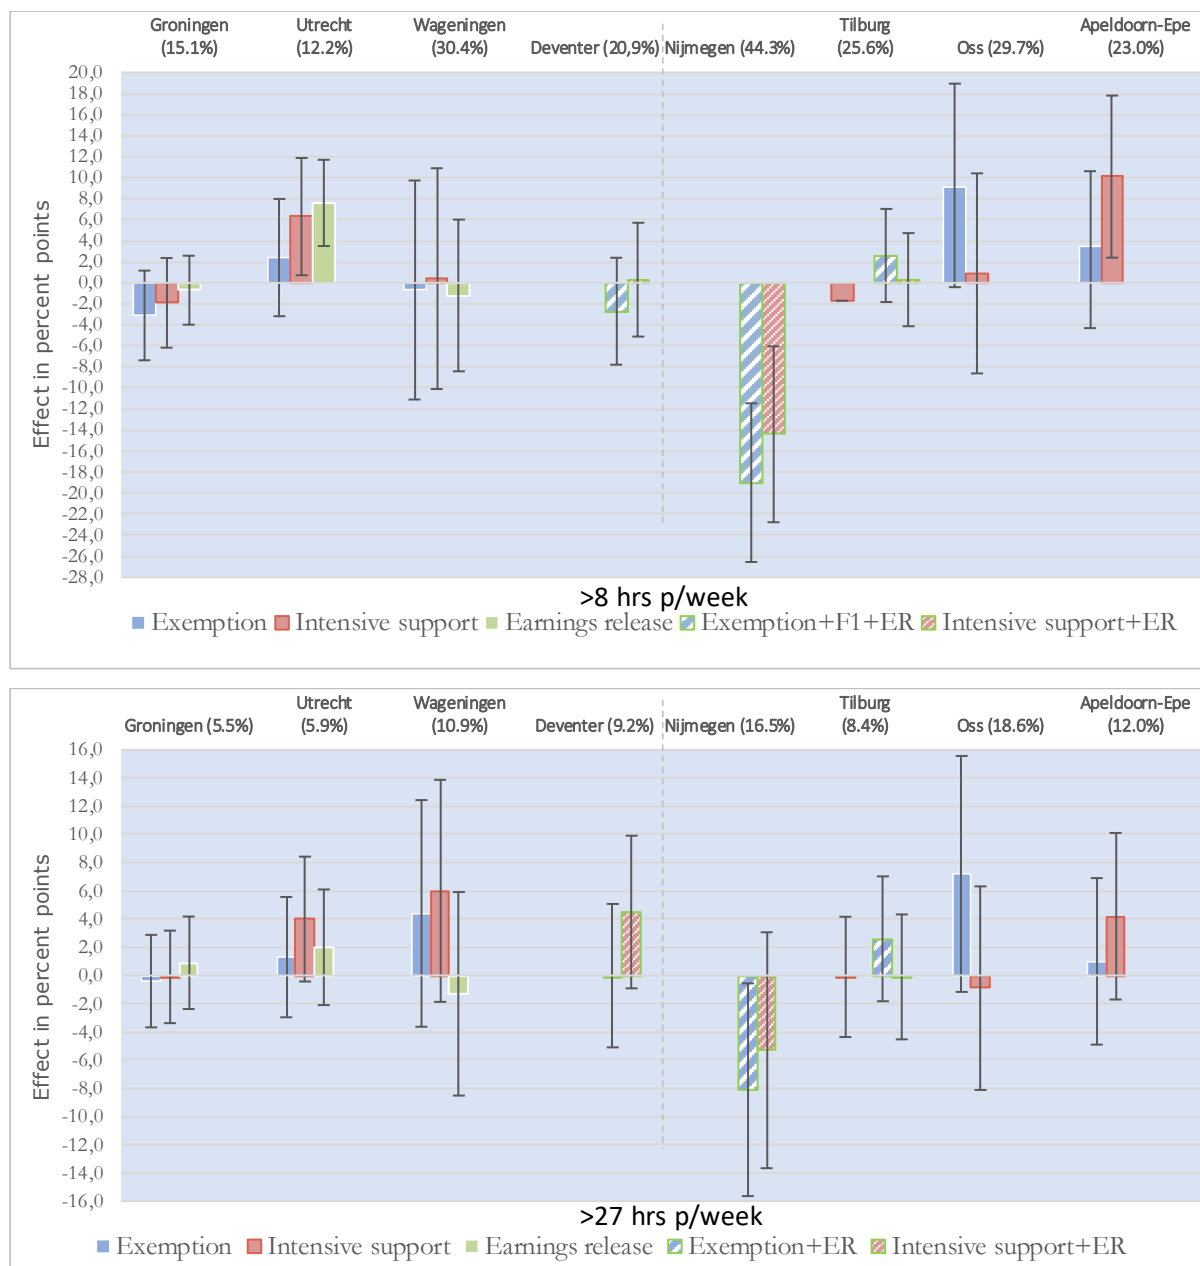 Groningen
(15.1%)
Utrecht
(12.2%)
Wageningen
(30.4%)
Deventer (20,9%)
Nijmegen (44.3%)
Tilburg
(25.6%)
Oss (29.7%)
Apeldoorn-Epe
(23.0%)
20,0
18,0
16,0
14,0
12,0
10,0
8,0
6,0
4,0
2,0
0,0
-2,0
-4,0
-6,0
-8,0
-10,0
-12,0
-14,0
-16,0
-18,0
-20,0
-22,0
-24,0
-26,0
-28,0
Effect in percent points
>8 hrs p/week
Exemption Intensive support Earnings release Exemption+F1+ER Intensive support+ER
Groningen (5.5%)
Utrecht
(5.9%)
Wageningen
(10.9%)
Deventer (9.2%)
Nijmegen (16.5%)
Tilburg
(8.4%)
Oss (18.6%)
Apeldoorn-Epe
(12.0%)
16,0
14,0
12,0
10,0
8,0
6,0
4,0
2,0
0,0
-2,0
-4,0
-6,0
-8,0
-10,0
-12,0
-14,0
-16,0
Effect in percent points
>27 hrs p/week
Exemption Intensive support Earnings release Exemption+ER Intensive support+ER